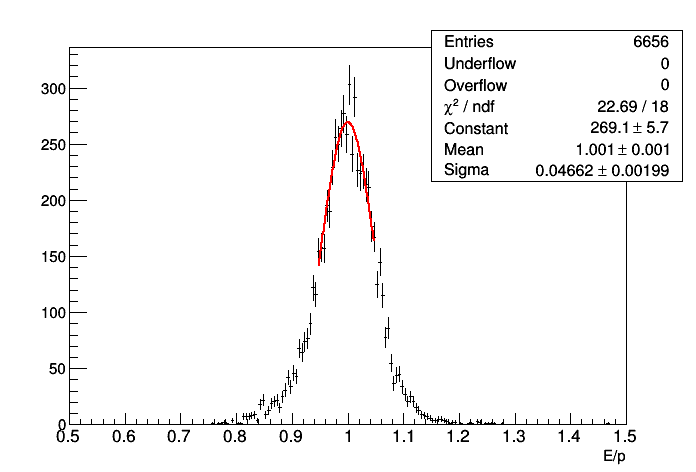 Entries 6656
Underflow 0
Overflow 0
χ² / ndf 22.69 / 18
Constant 269.1 ± 5.7
Mean 1.001 ± 0.001
Sigma 0.04662 ± 0.00199
300
250
200
150
100
50
0
0.5 0.6 0.7 0.8 0.9 1 1.1 1.2 1.3 1.4 1.5
E/p